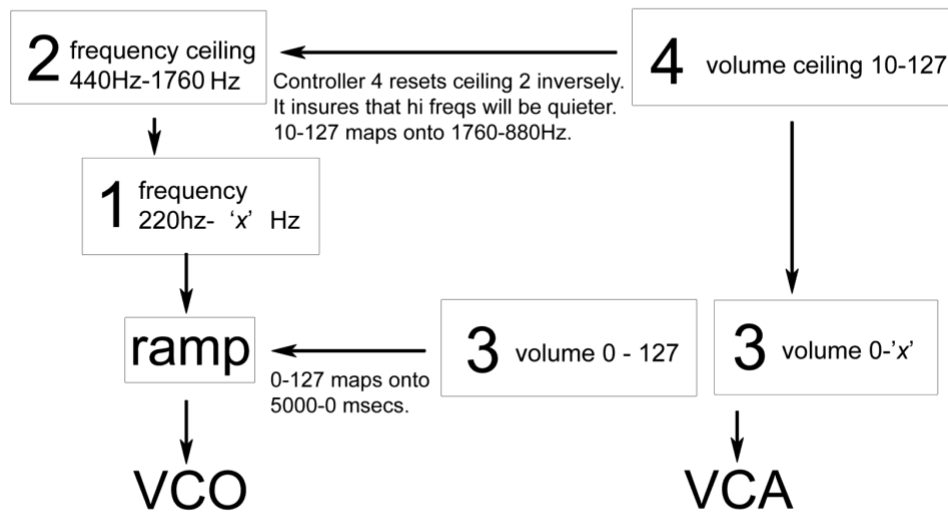 2 frequency ceiling
440Hz-1760 Hz
4 volume ceiling 10-127
Controller 4 resets ceiling 2 inversely.
It insures that hi freqs will be quieter.
10-127 maps onto 1760-880Hz.
1 frequency
220hz- ‘x’ Hz
ramp
0-127 maps onto
5000-0 msecs.
3 volume 0 - 127
3 volume 0-’x’
VCO
VCA